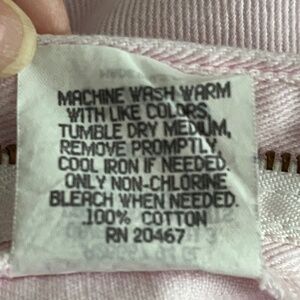 MACHINE WASH WARM
WITH LIKE COLORS,
TUMBLE DRY MEDIUM,
REMOVE PROMPTLY,
COOL IRON IF NEEDED.
ONLY NON-CHLORINE
BLEACH WHEN NEEDED.
100% COTTON
RN 20467